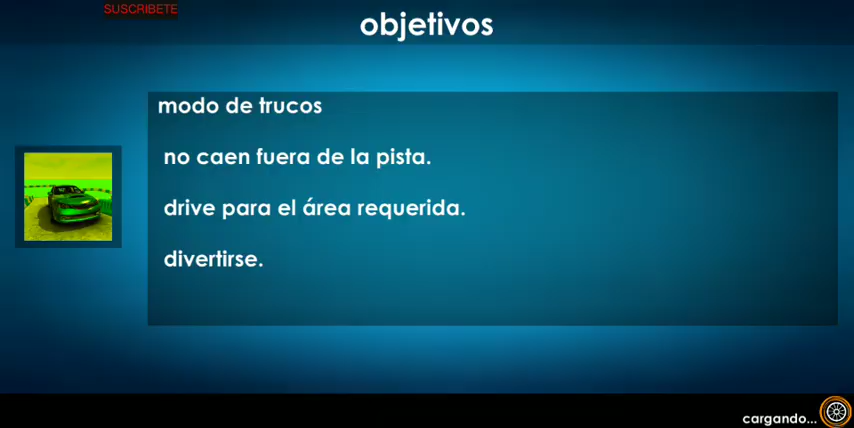 SUSCRIBETE
objetivos
modo de trucos
no caen fuera de la pista.
drive para el área requerida.
divertirse.
cargando...